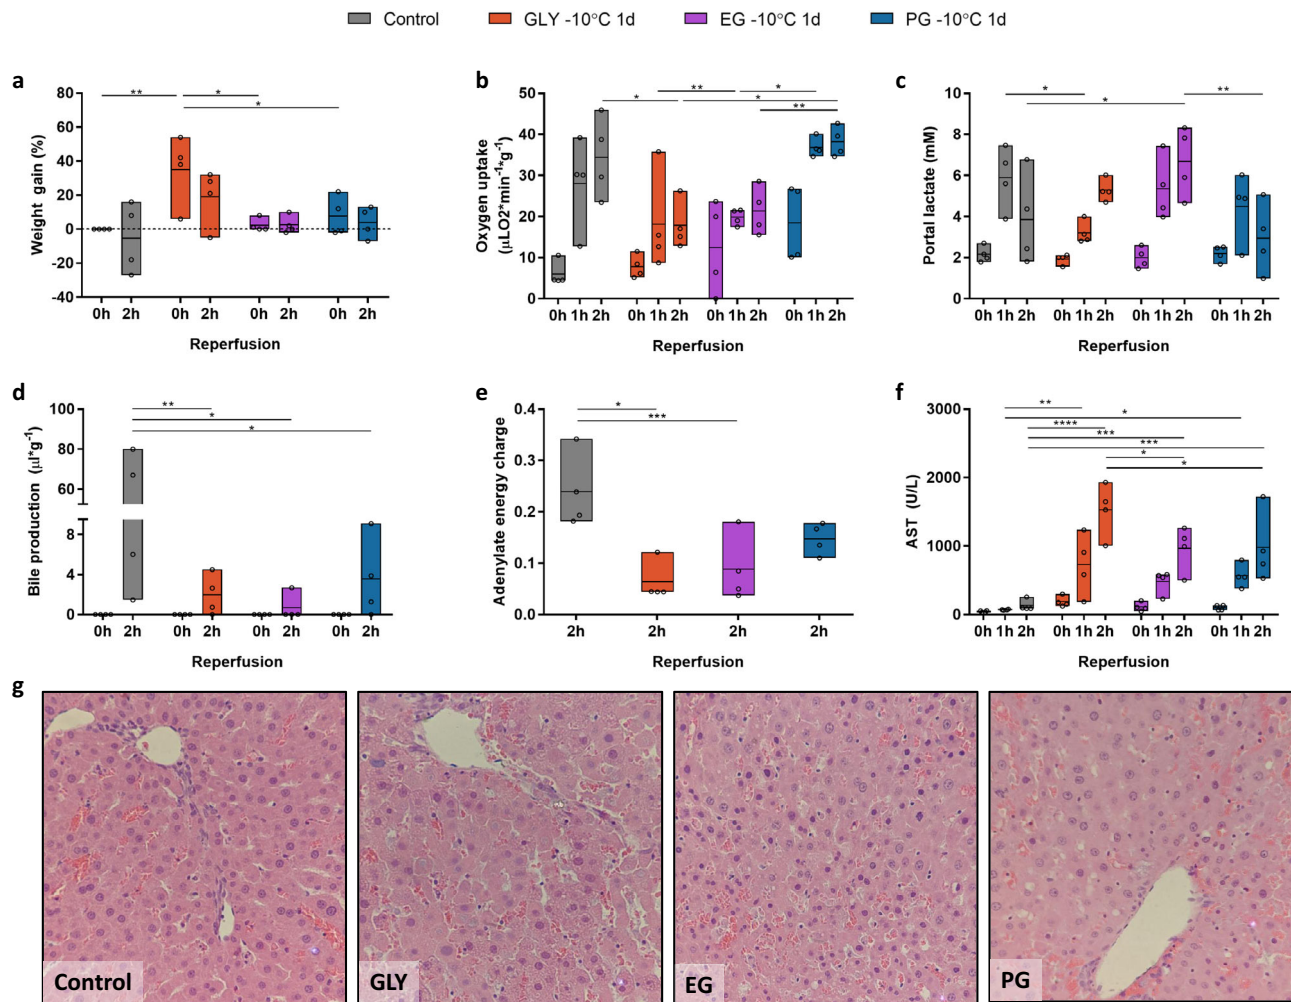 Control GLY -10°C 1d EG -10°C 1d PG -10°C 1d
a
Weight gain (%)
80
60
40
20
0
-20
-40
**
*
*
0h 2h 0h 2h 0h 2h 0h 2h
Reperfusion
b
Oxygen uptake
(µLO2*min⁻¹*g⁻¹)
50
40
30
20
10
0
** *
* *
**
0h 1h 2h 0h 1h 2h 0h 1h 2h 0h 1h 2h
Reperfusion
c
Portal lactate (mM)
10
8
6
4
2
0
* **
*
0h 1h 2h 0h 1h 2h 0h 1h 2h 0h 1h 2h
Reperfusion
d
Bile production (µl*g⁻¹)
100
80
60
8
4
0
**
*
*
0h 2h 0h 2h 0h 2h 0h 2h
Reperfusion
e
Adenylate energy charge
0.4
0.3
0.2
0.1
0.0
*
***
2h 2h 2h 2h
Reperfusion
f
AST (U/L)
3000
2000
1000
0
**
*
****
***
***
*
*
0h 1h 2h 0h 1h 2h 0h 1h 2h 0h 1h 2h
Reperfusion
g
Control GLY EG PG